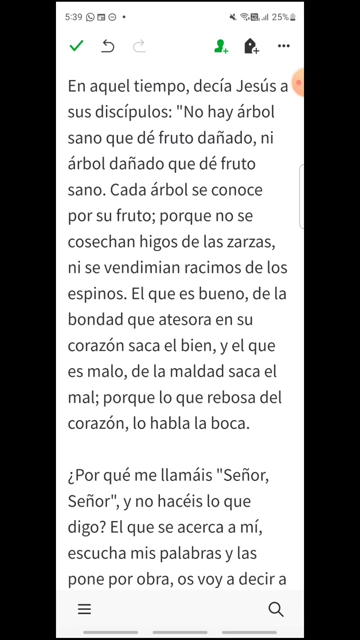 5:39
25%
En aquel tiempo, decía Jesús a
sus discípulos: "No hay árbol
sano que dé fruto dañado, ni
árbol dañado que dé fruto
sano. Cada árbol se conoce
por su fruto; porque no se
cosechan higos de las zarzas,
ni se vendimian racimos de los
espinos. El que es bueno, de la
bondad que atesora en su
corazón saca el bien, y el que
es malo, de la maldad saca el
mal; porque lo que rebosa del
corazón, lo habla la boca.
¿Por qué me llamáis "Señor,
Señor", y no hacéis lo que
digo? El que se acerca a mí,
escucha mis palabras y las
pone por obra, os voy a decir a